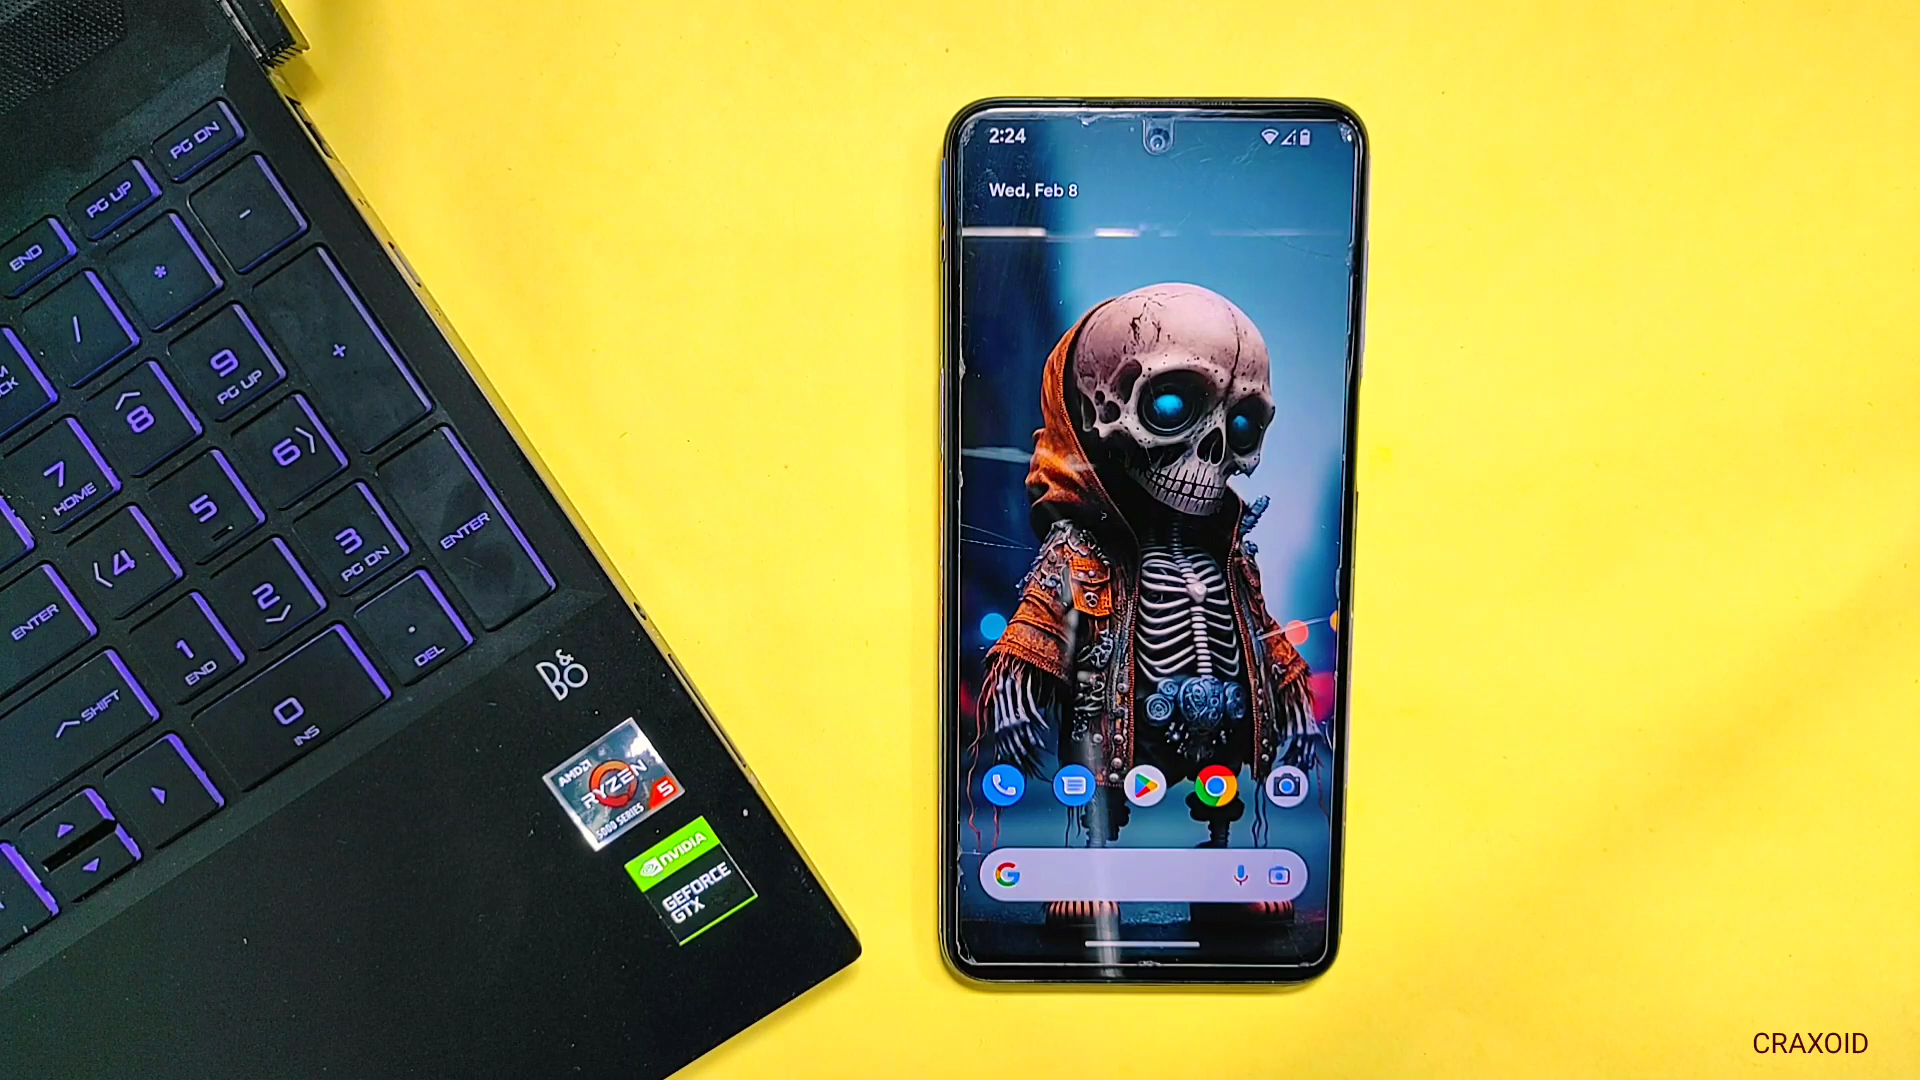 PG DN
PG UP
END
-
*
/
+
9
PG UP
8
7
HOME
6
5
4
3
PG DN
ENTER
2
1
END
ENTER
SHIFT
0
INS
.
DEL
B&O
AMD
RYZEN
5
5000 SERIES
NVIDIA
GEFORCE
GTX
2:24
Wed, Feb 8
G
CRAXOID